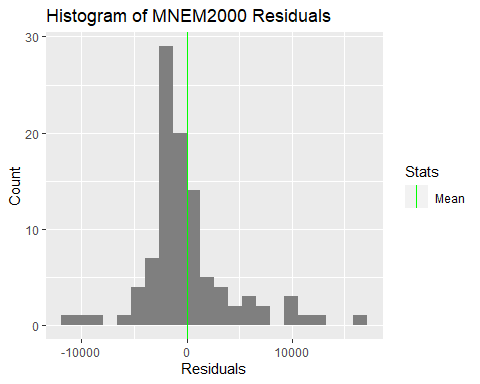 Histogram of MNEM2000 Residuals
30
20
10
0
Count
-10000
0
10000
Residuals
Stats
Mean